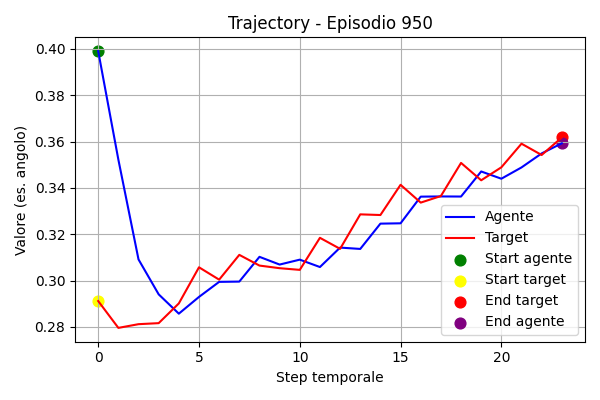 Trajectory - Episodio 950
Valore (es. angolo)
0.40
0.38
0.36
0.34
0.32
0.30
0.28
0 5 10 15 20
Step temporale
Agente
Target
Start agente
Start target
End target
End agente